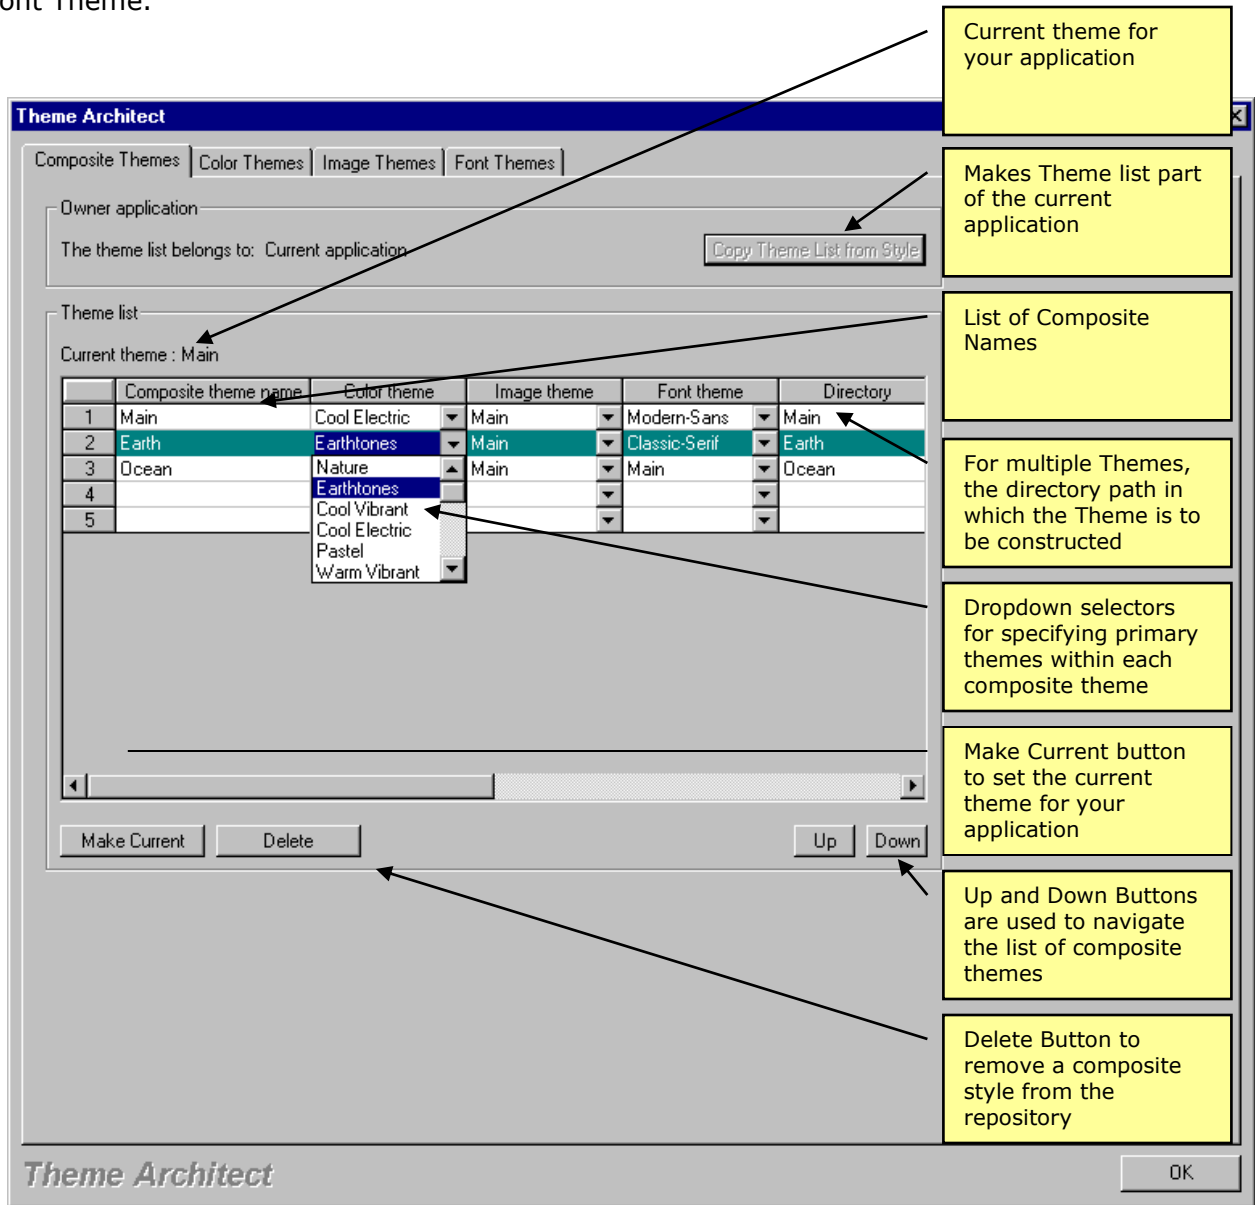 ont Theme.
Current theme for
your application
Theme Architect
Composite Themes Color Themes Image Themes Font Themes
Makes Theme list part
of the current
application
Owner application
The theme list belongs to: Current application
Copy Theme List from Style
List of Composite
Names
Theme list
Current theme : Main
Composite theme name Color theme Image theme Font theme Directory
1 Main Cool Electric Main Modern-Sans Main
2 Earth Earthtones Main Classic-Serif Earth
3 Ocean Main Main Ocean
4
5
Nature
Earthtones
Cool Vibrant
Cool Electric
Pastel
Warm Vibrant
For multiple Themes,
the directory path in
which the Theme is to
be constructed
Dropdown selectors
for specifying primary
themes within each
composite theme
Make Current button
to set the current
theme for your
application
Make Current Delete Up Down
Up and Down Buttons
are used to navigate
the list of composite
themes
Delete Button to
remove a composite
style from the
repository
Theme Architect
OK